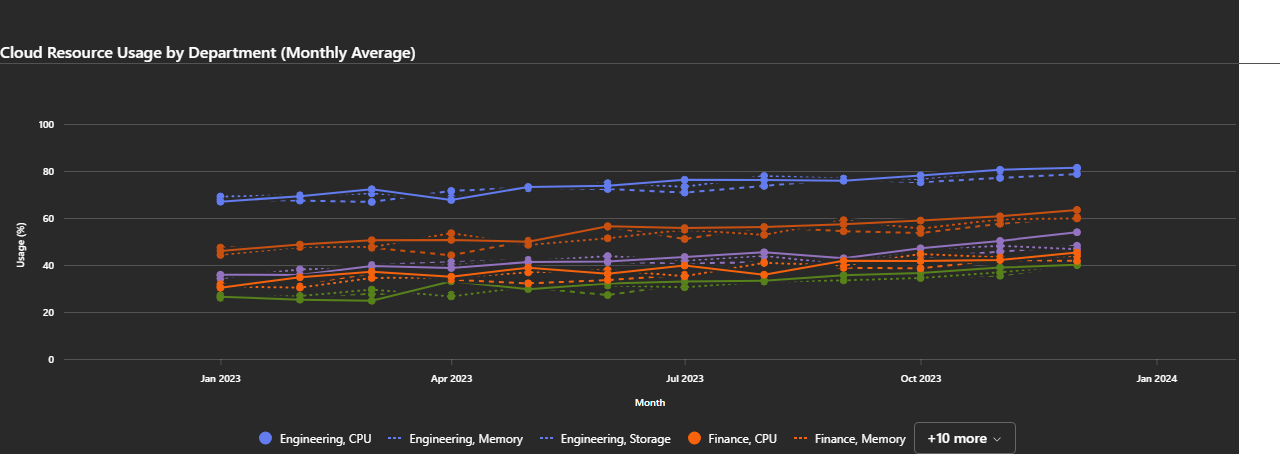 Cloud Resource Usage by Department (Monthly Average)
100
80
60
40
20
0
Usage (%)
Jan 2023 Apr 2023 Jul 2023 Oct 2023 Jan 2024
Month
Engineering, CPU Engineering, Memory Engineering, Storage Finance, CPU Finance, Memory +10 more